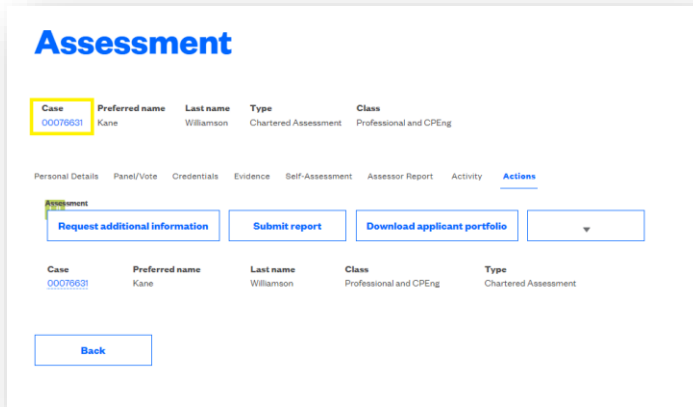 Assessment
Case Preferred name Last name Type Class
00076631 Kane Williamson Chartered Assessment Professional and CPEng
Personal Details Panel/Vote Credentials Evidence Self-Assessment Assessor Report Activity Actions
Assessment
Request additional information Submit report Download applicant portfolio
Case Preferred name Last name Class Type
00076631 Kane Williamson Professional and CPEng Chartered Assessment
Back